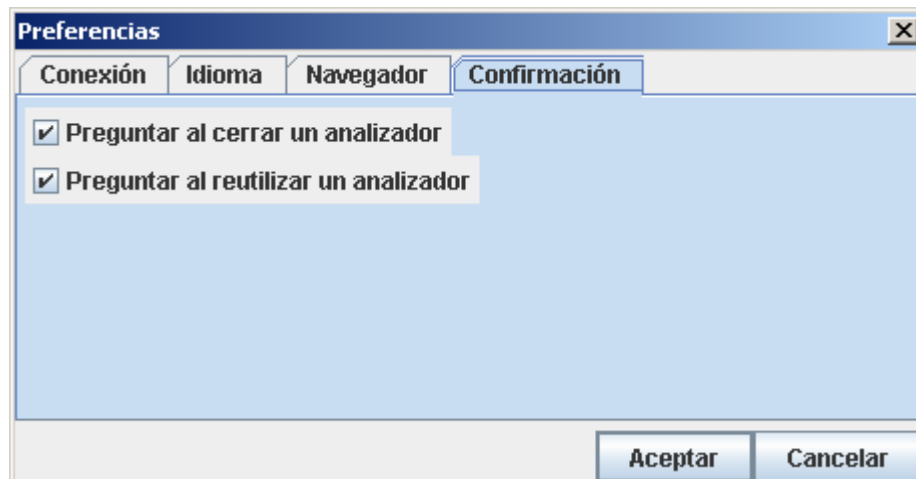 Preferencias
Conexión Idioma Navegador Confirmación
Preguntar al cerrar un analizador
Preguntar al reutilizar un analizador
Aceptar Cancelar